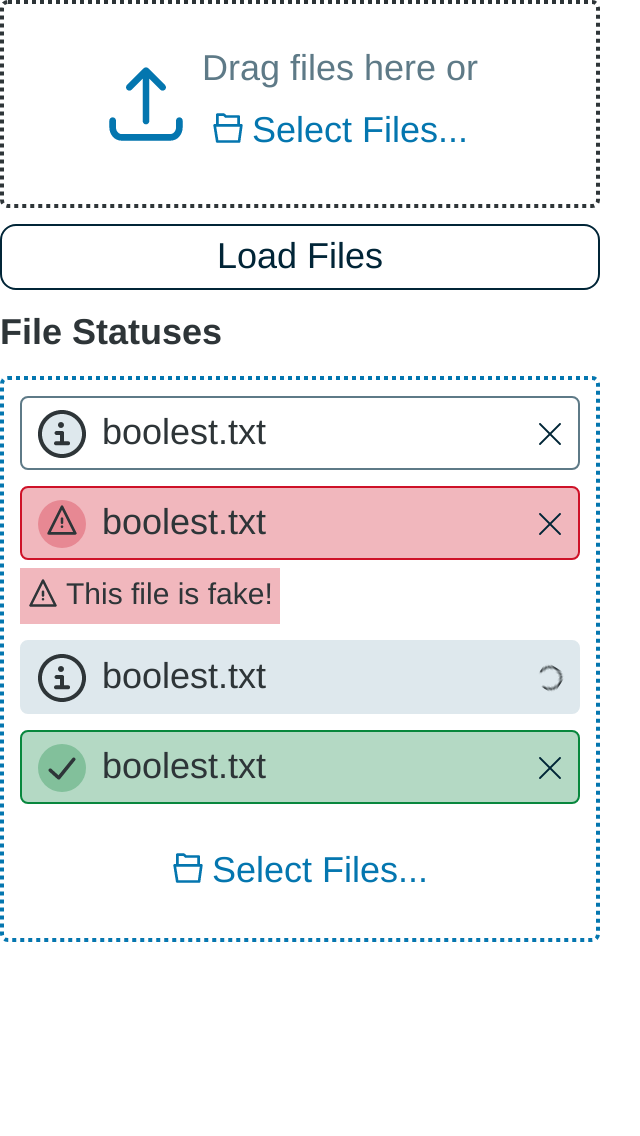 Drag files here or
Select Files...
Load Files
File Statuses
boolest.txt
boolest.txt
This file is fake!
boolest.txt
boolest.txt
Select Files...